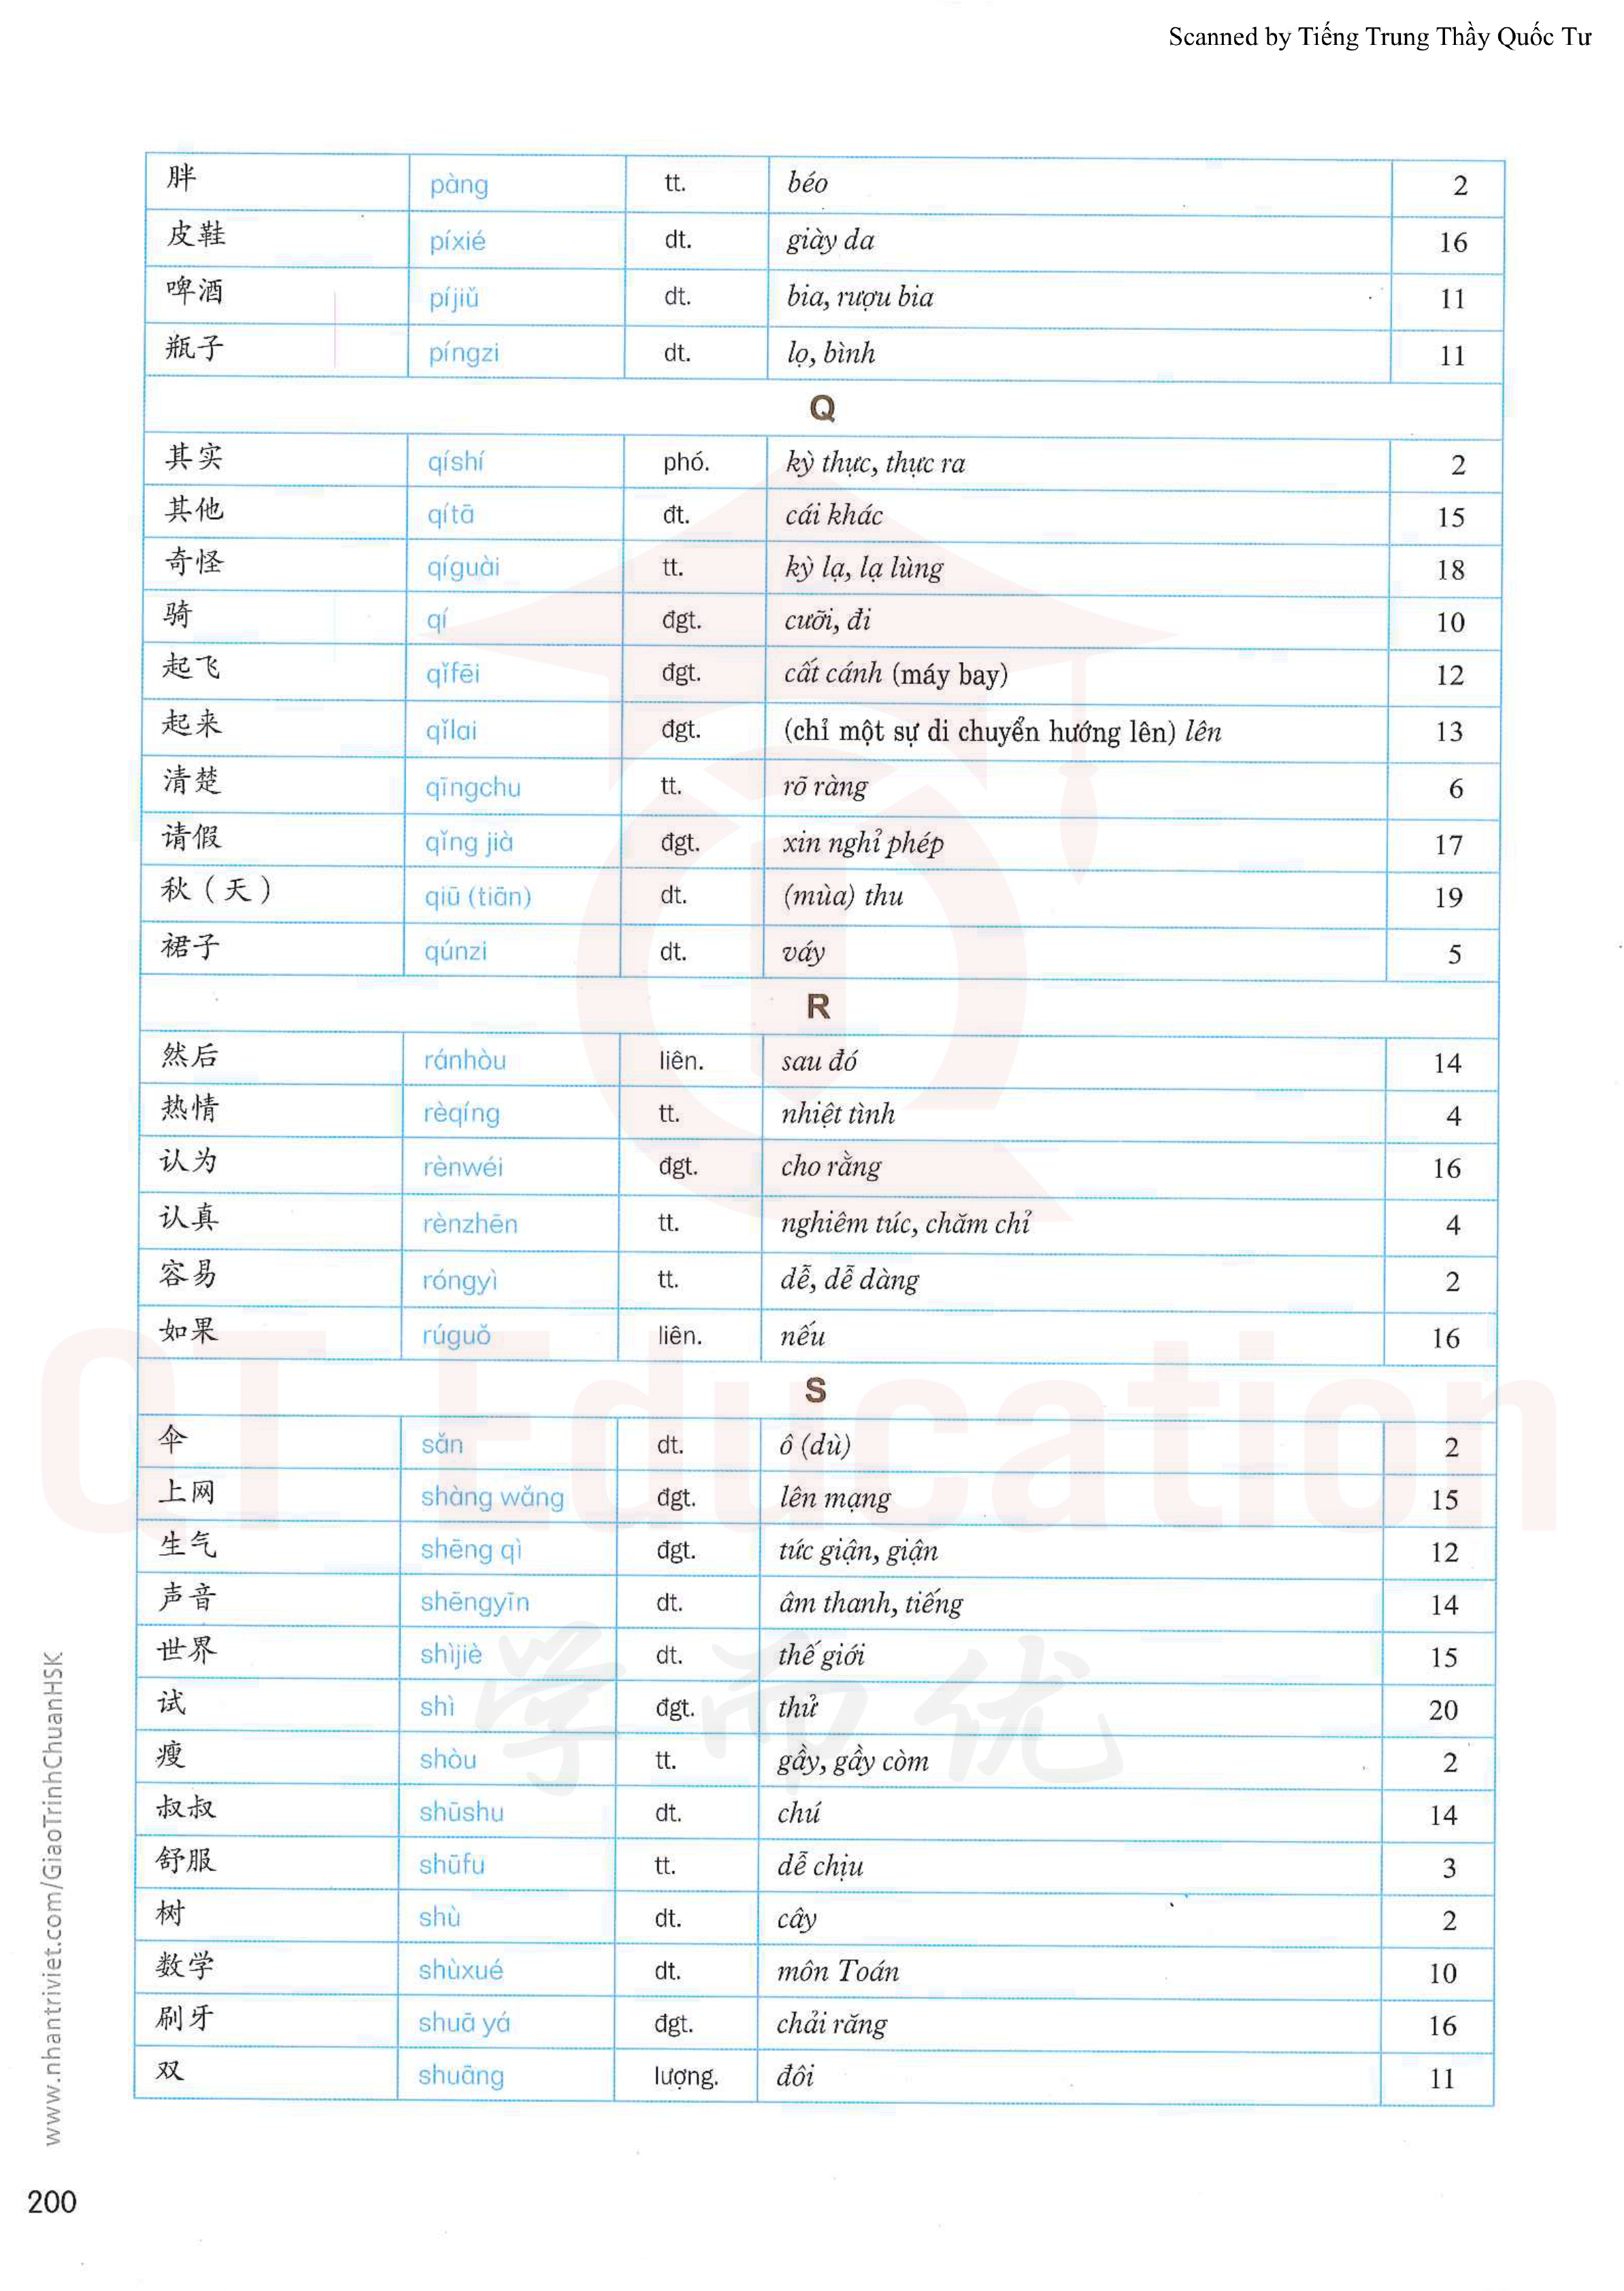 Scanned by Tiếng Trung Thầy Quốc Tư
胖 pàng tt. béo 2
皮鞋 píxié dt. giày da 16
啤酒 píjiǔ dt. bia, rượu bia 11
瓶子 píngzi dt. lọ, bình 11
Q
其实 qíshí phó. kỳ thực, thực ra 2
其他 qítā đt. cái khác 15
奇怪 qíguài tt. kỳ lạ, lạ lùng 18
骑 qí đgt. cưỡi, đi 10
起飞 qǐfēi đgt. cất cánh (máy bay) 12
起来 qǐlai đgt. (chỉ một sự di chuyển hướng lên) lên 13
清楚 qīngchu tt. rõ ràng 6
请假 qǐng jià đgt. xin nghỉ phép 17
秋（天） qiū (tiān) dt. (mùa) thu 19
裙子 qúnzi dt. váy 5
R
然后 ránhòu liên. sau đó 14
热情 rèqíng tt. nhiệt tình 4
认为 rènwéi đgt. cho rằng 16
认真 rènzhēn tt. nghiêm túc, chăm chỉ 4
容易 róngyì tt. dễ, dễ dàng 2
如果 rúguǒ liên. nếu 16
S
伞 sǎn dt. ô (dù) 2
上网 shàng wǎng đgt. lên mạng 15
生气 shēng qì đgt. tức giận, giận 12
声音 shēngyīn dt. âm thanh, tiếng 14
世界 shìjiè dt. thế giới 15
试 shì đgt. thử 20
瘦 shòu tt. gầy, gầy còm 2
叔叔 shūshu dt. chú 14
舒服 shūfu tt. dễ chịu 3
树 shù dt. cây 2
数学 shùxué dt. môn Toán 10
刷牙 shuā yá đgt. chải răng 16
双 shuāng lượng. đôi 11
QT Education
学而优
www.nhantriviet.com/GiaoTrinhChuanHSK
200